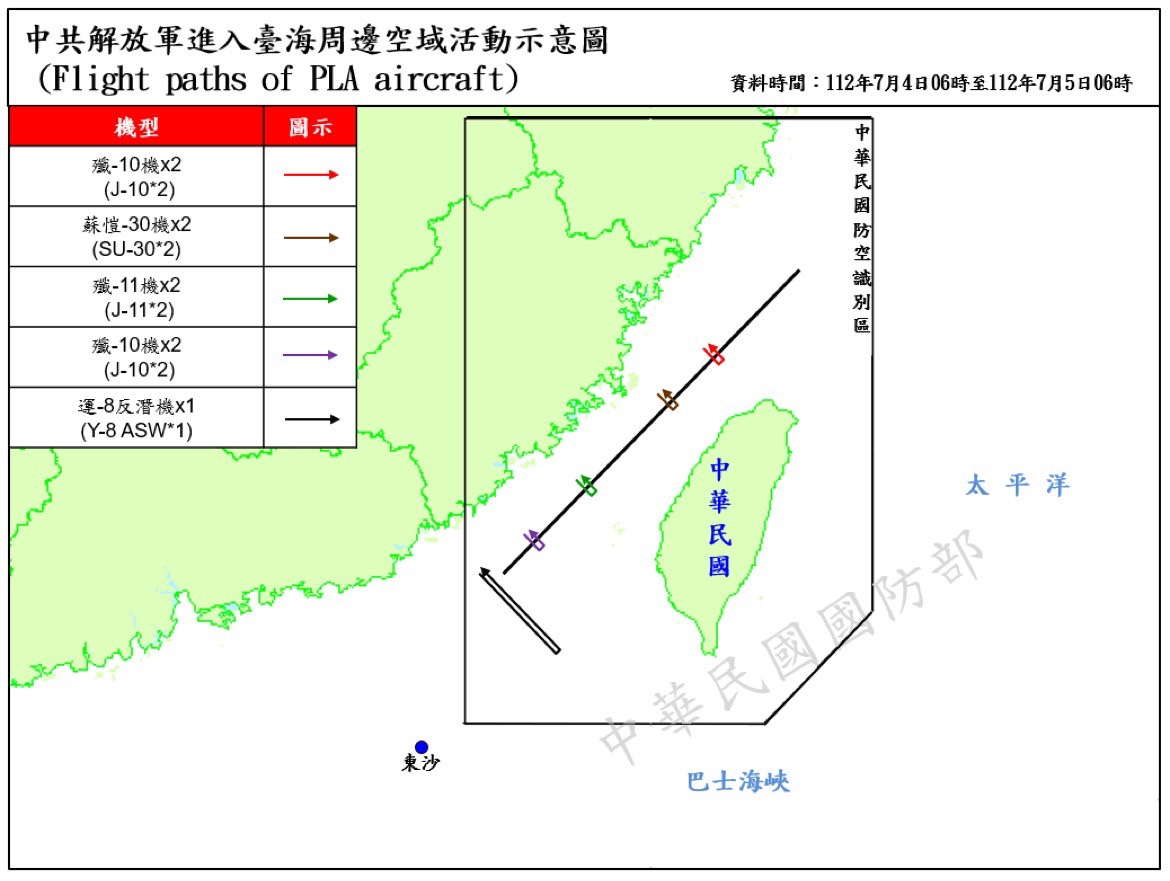 中共解放軍進入臺海周邊空域活動示意圖
(Flight paths of PLA aircraft)
資料時間：112年7月4日06時至112年7月5日06時
機型 圖示
殲-10機x2
(J-10*2)
蘇愷-30機x2
(SU-30*2)
殲-11機x2
(J-11*2)
殲-10機x2
(J-10*2)
運-8反潛機x1
(Y-8 ASW*1)
中華民國防空識別區
中華民國
太平洋
中華民國國防部
東沙
巴士海峽